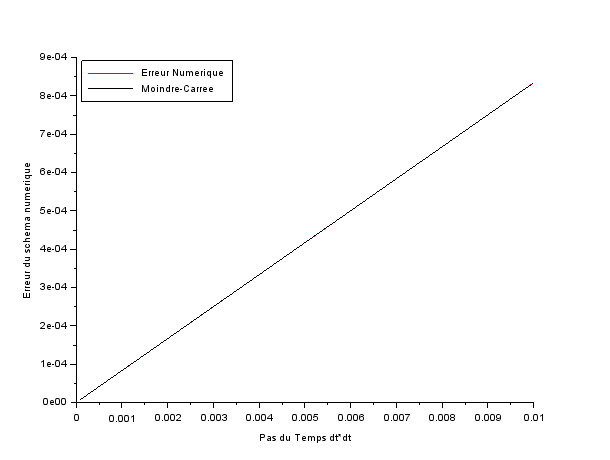 9e-04
8e-04
7e-04
6e-04
5e-04
4e-04
3e-04
2e-04
1e-04
0e00
Erreur Numerique
Moindre-Carree
Erreur du schema numerique
0 0.001 0.002 0.003 0.004 0.005 0.006 0.007 0.008 0.009 0.01
Pas du Temps dt*dt